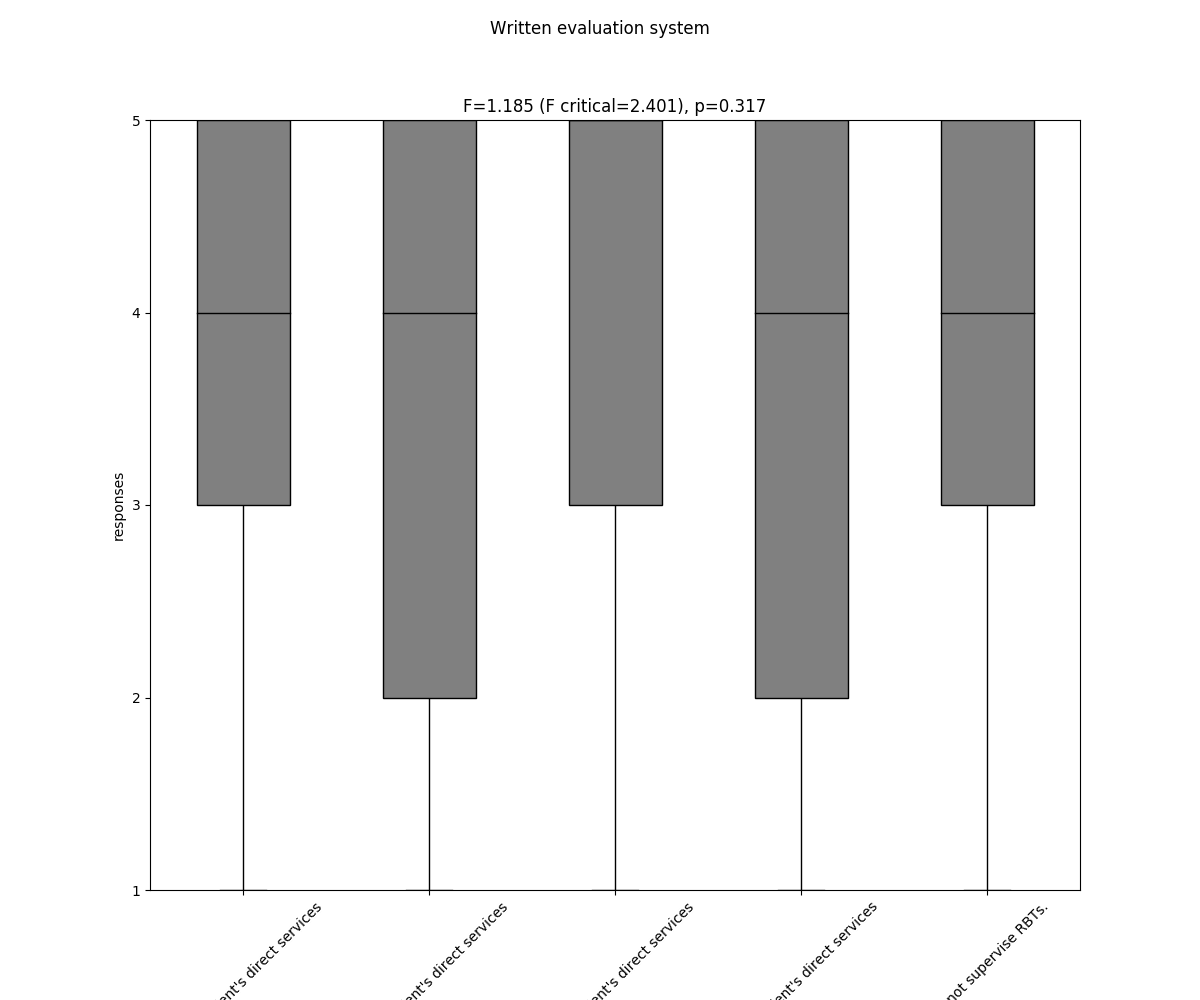 Written evaluation system
F=1.185 (F critical=2.401), p=0.317
5
4
3
2
1
responses
ent's direct services
ent's direct services
ent's direct services
ent's direct services
not supervise RBTs.